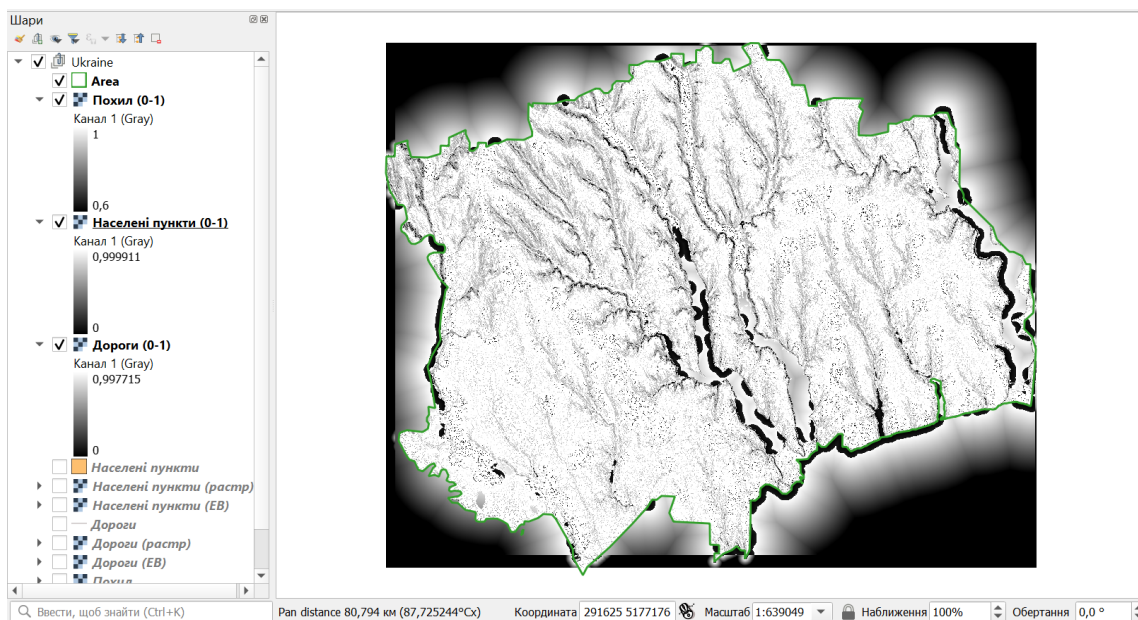 Шари
Ukraine
Area
Похил (0-1)
Канал 1 (Gray)
1
0,6
Населені пункти (0-1)
Канал 1 (Gray)
0,999911
0
Дороги (0-1)
Канал 1 (Gray)
0,997715
0
Населені пункти
Населені пункти (растр)
Населені пункти (ЕВ)
Дороги
Дороги (растр)
Дороги (ЕВ)
Похил
Ввести, щоб знайти (Ctrl+K)
Pan distance 80,794 км (87,725244°Сх)
Координата 291625 5177176
Масштаб 1:639049
Наближення 100%
Обертання 0,0 °